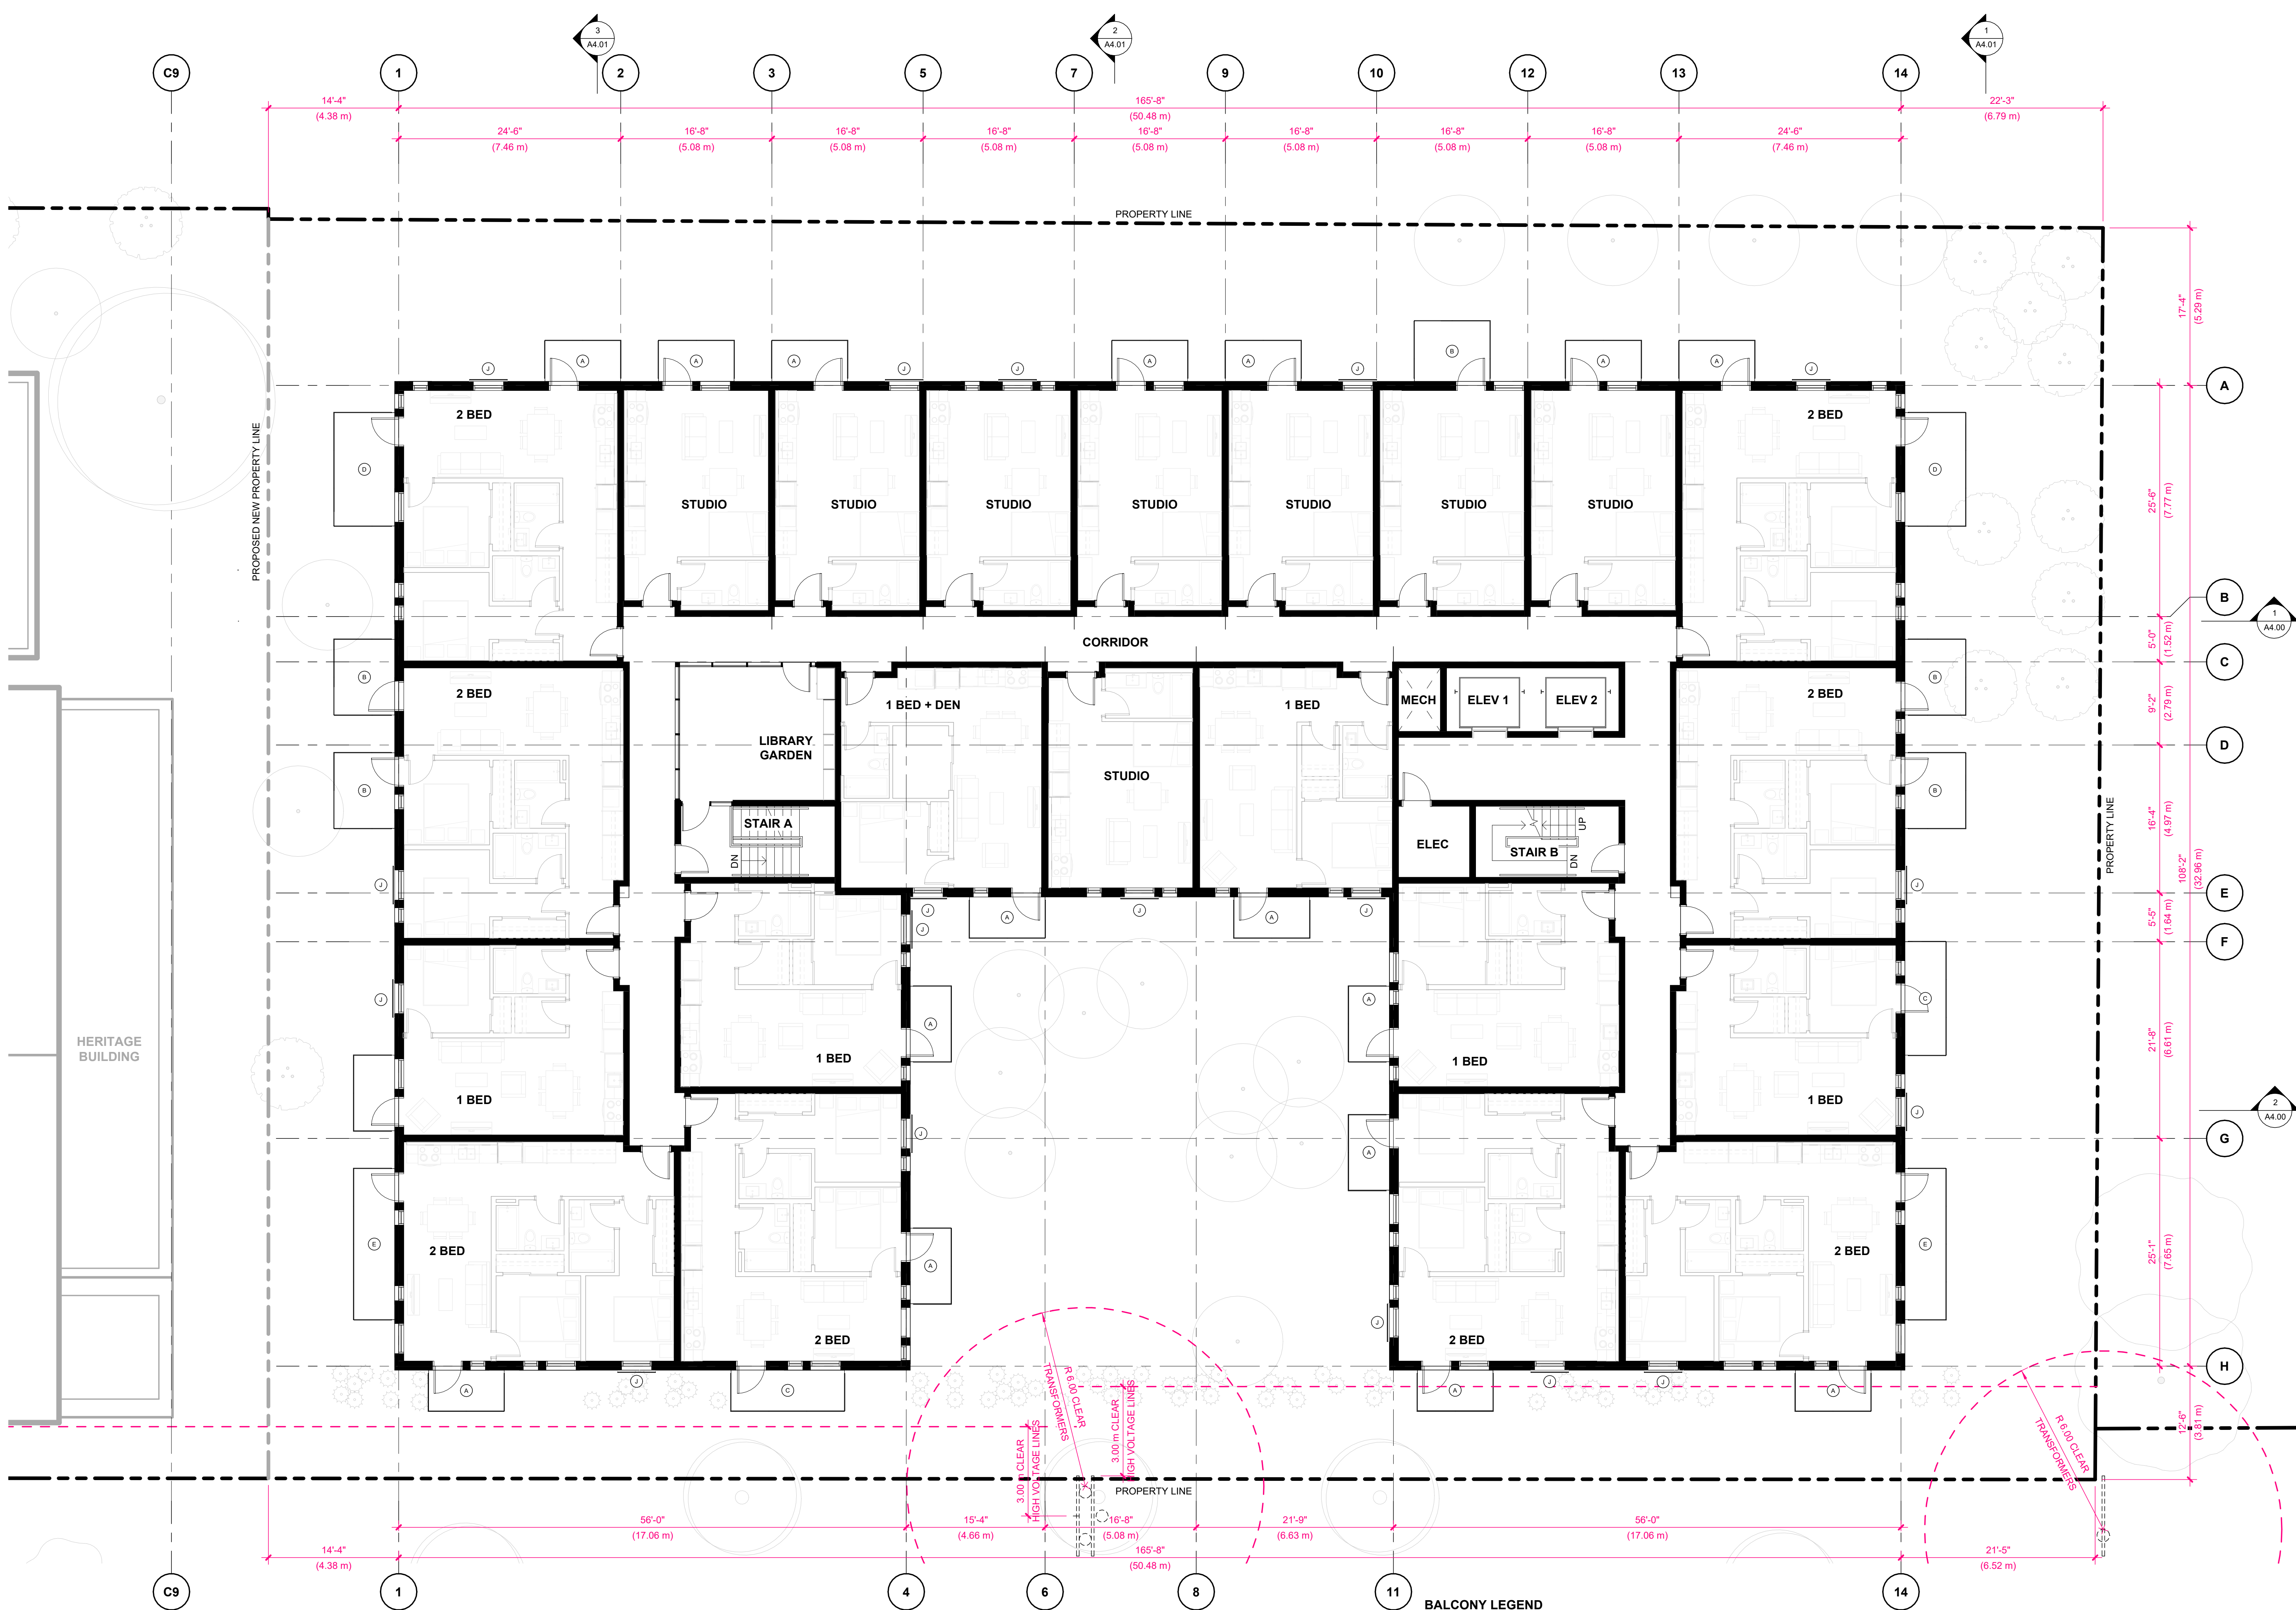 3
A4.01
2
A4.01
1
A4.01
C9
1
2
3
5
7
9
10
12
13
14
14'-4"
(4.38 m)
165'-8"
(50.48 m)
22'-3"
(6.79 m)
24'-6"
(7.46 m)
16'-8"
(5.08 m)
16'-8"
(5.08 m)
16'-8"
(5.08 m)
16'-8"
(5.08 m)
16'-8"
(5.08 m)
16'-8"
(5.08 m)
16'-8"
(5.08 m)
24'-6"
(7.46 m)
PROPERTY LINE
17'-4"
(5.29 m)
J
A
A
A
J
J
A
A
J
B
A
A
J
A
2 BED
2 BED
D
D
PROPOSED NEW PROPERTY LINE
STUDIO
STUDIO
STUDIO
STUDIO
STUDIO
STUDIO
STUDIO
25'-6"
(7.77 m)
B
1
A4.00
CORRIDOR
5'-0"
(1.52 m)
C
B
B
2 BED
2 BED
1 BED + DEN
1 BED
MECH
ELEV 1
ELEV 2
9'-2"
(2.79 m)
LIBRARY
GARDEN
D
STUDIO
B
B
STAIR A
DN
UP
ELEC
STAIR B
DN
16'-4"
(4.97 m)
PROPERTY LINE
108'-2"
(32.96 m)
J
J
E
J
J
A
J
A
J
5'-5"
(1.64 m)
F
J
A
A
C
HERITAGE
BUILDING
1 BED
1 BED
1 BED
1 BED
21'-8"
(6.61 m)
J
A
J
2
A4.00
G
E
2 BED
A
2 BED
E
25'-1"
(7.65 m)
2 BED
2 BED
J
H
A
J
C
A
J
J
A
R 6.00 CLEAR
TRANSFORMERS
3.00 m CLEAR
HIGH VOLTAGE LINES
3.00 m CLEAR
HIGH VOLTAGE LINES
R 6.00 CLEAR
TRANSFORMERS
12'-6"
(3.81 m)
PROPERTY LINE
56'-0"
(17.06 m)
15'-4"
(4.66 m)
16'-8"
(5.08 m)
21'-9"
(6.63 m)
56'-0"
(17.06 m)
14'-4"
(4.38 m)
165'-8"
(50.48 m)
21'-5"
(6.52 m)
C9
1
4
6
8
11
14
BALCONY LEGEND